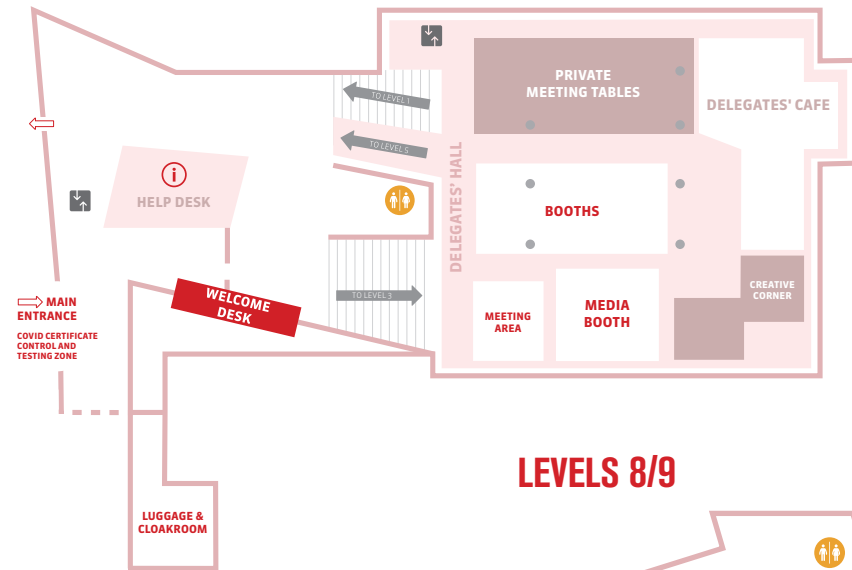 PRIVATE
MEETING TABLES
DELEGATES' CAFE
TO LEVEL 1
TO LEVEL 5
DELEGATES' HALL
i
HELP DESK
BOOTHS
MAIN
ENTRANCE
COVID CERTIFICATE
CONTROL AND
TESTING ZONE
WELCOME
DESK
TO LEVEL 3
MEETING
AREA
MEDIA
BOOTH
CREATIVE
CORNER
LEVELS 8/9
LUGGAGE &
CLOAKROOM